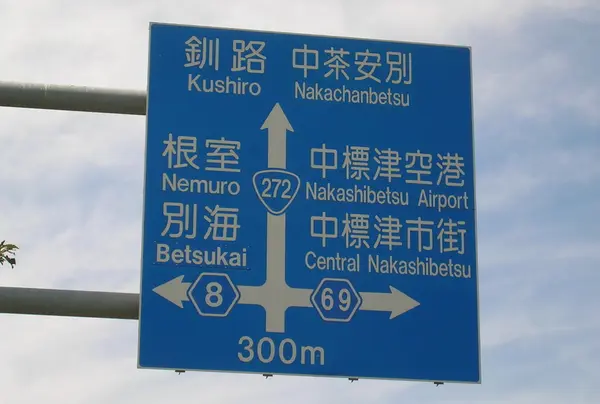 釧路 中茶安別
Kushiro Nakachanbetsu
根室
Nemuro
別海
Betsukai
272
中標津空港
Nakashibetsu Airport
中標津市街
Central Nakashibetsu
8 69
300m